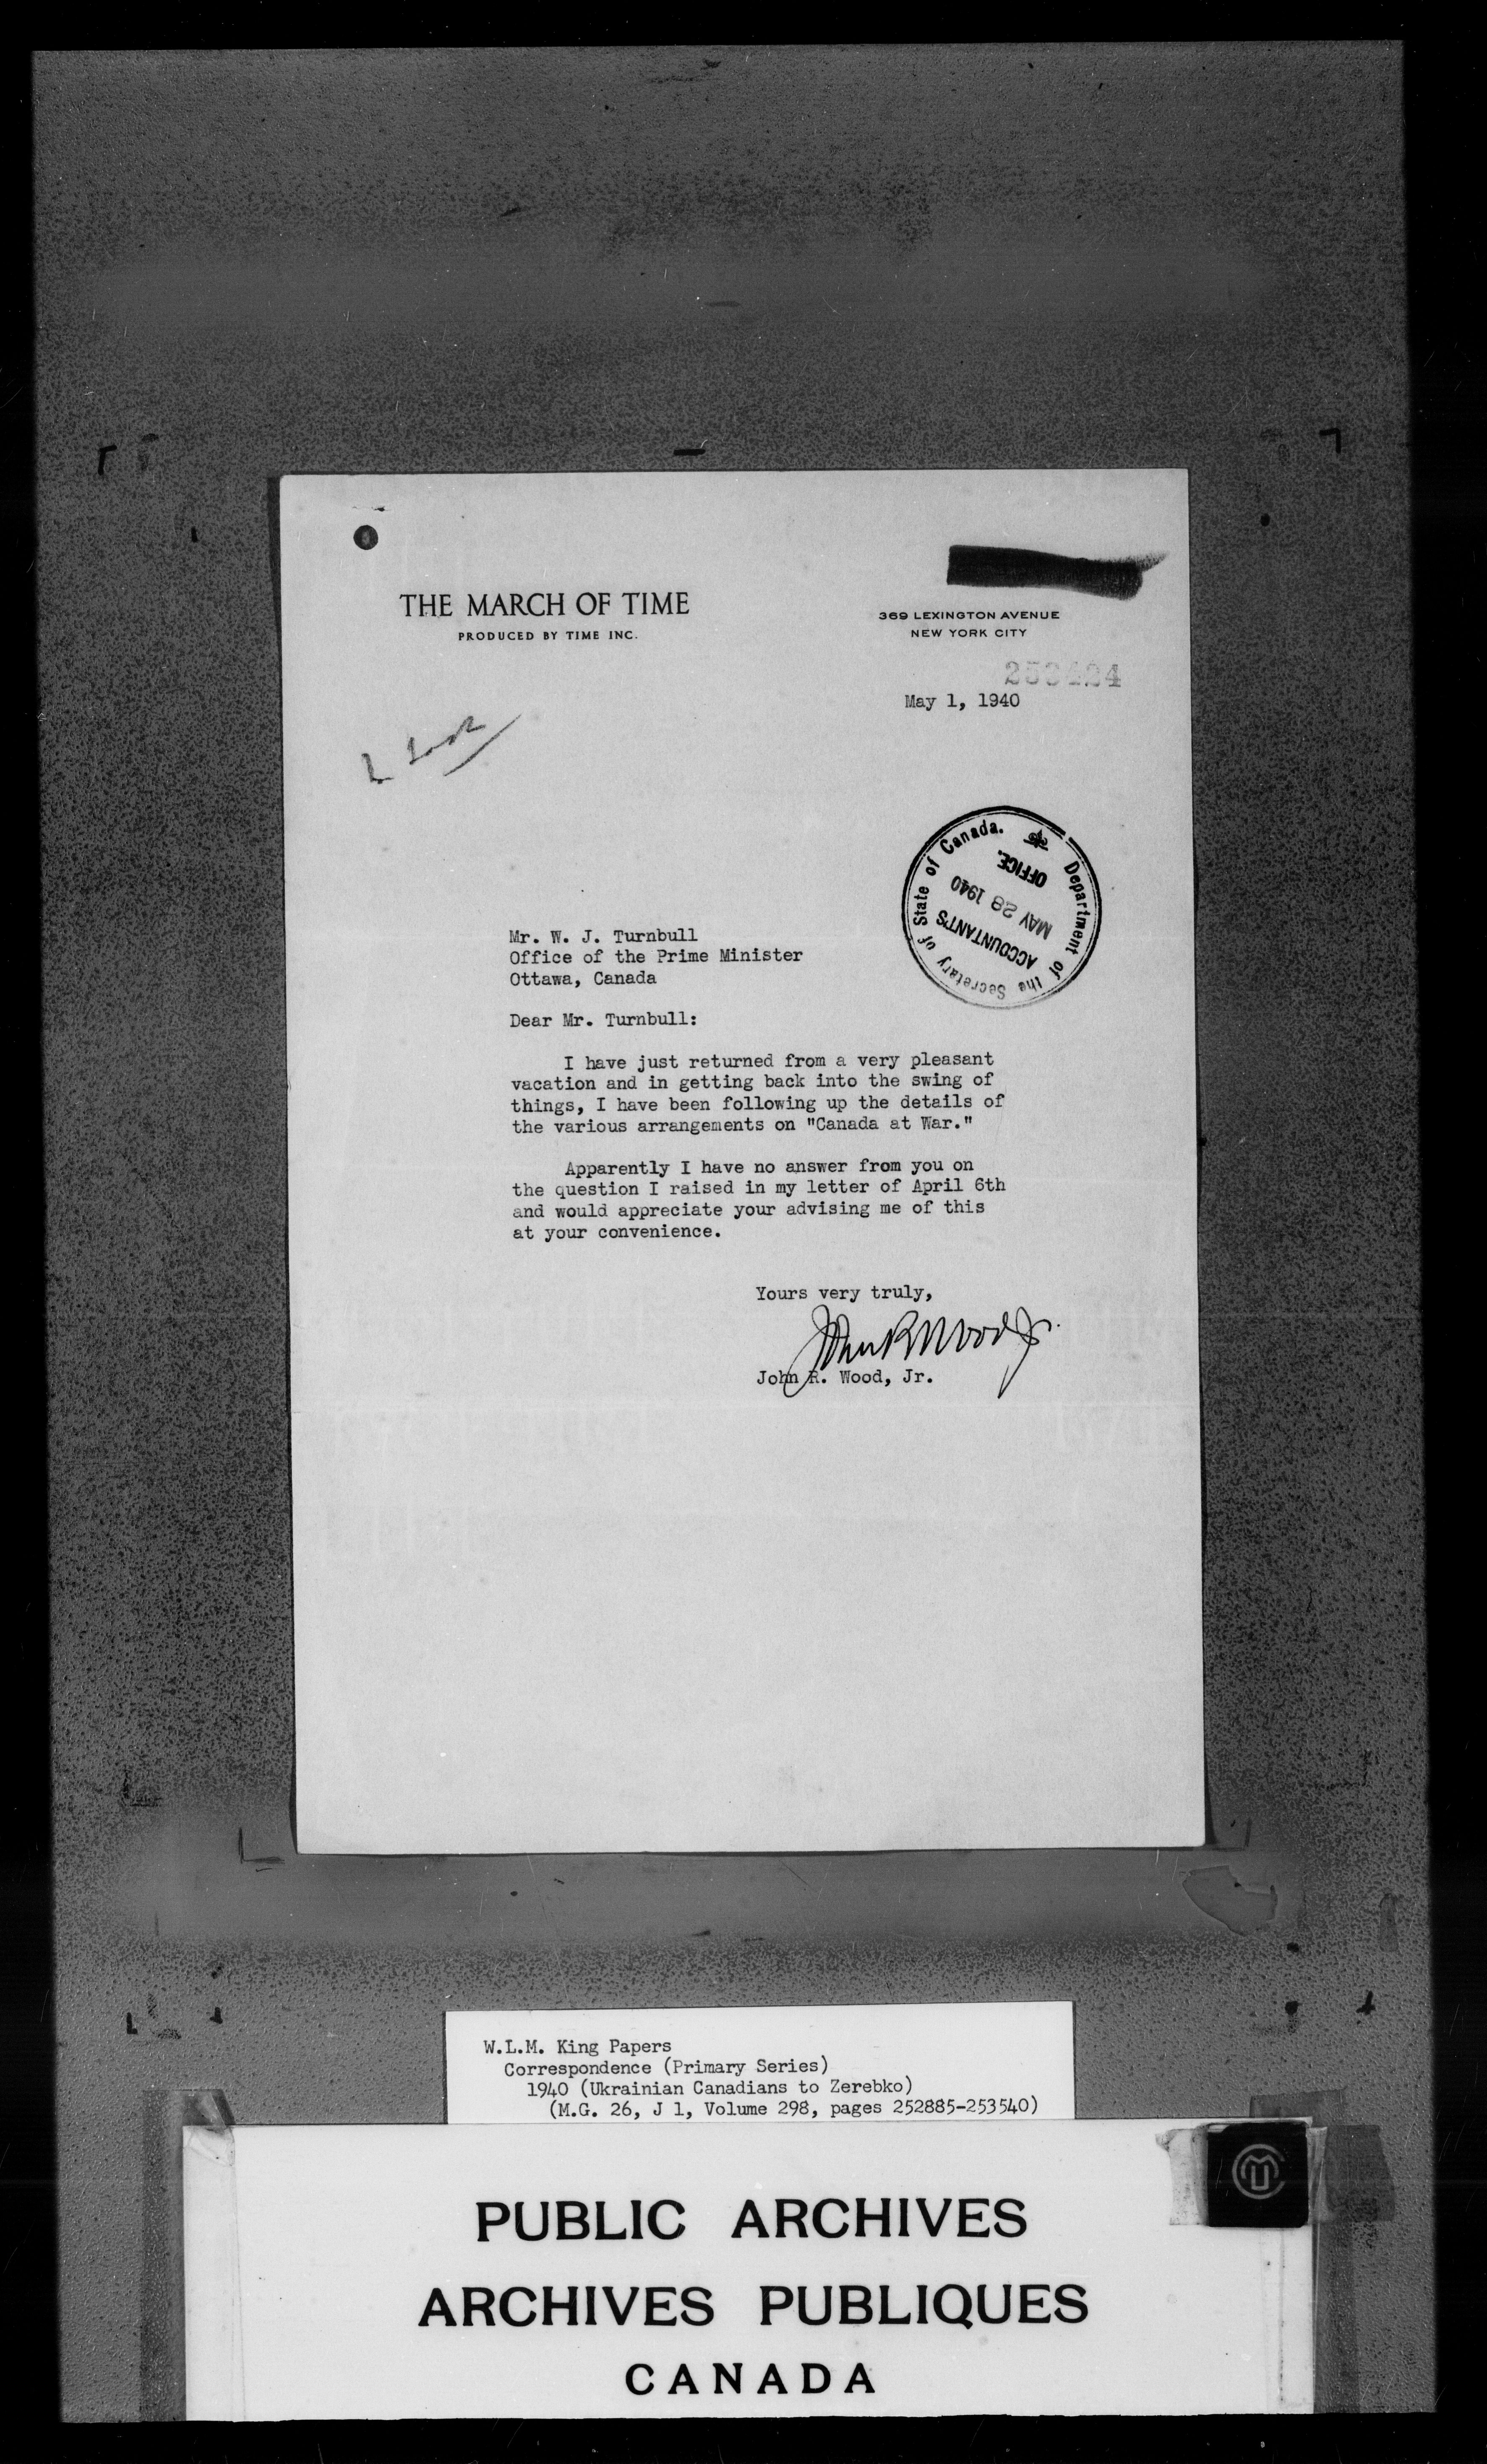 THE MARCH OF TIME
PRODUCED BY TIME INC.
369 LEXINGTON AVENUE
NEW YORK CITY
May 1, 1940
Department of the Secretary of State of Canada.
ACCOUNTANT'S
MAY 28 1940
OFFICE.
Mr. W. J. Turnbull
Office of the Prime Minister
Ottawa, Canada
Dear Mr. Turnbull:
I have just returned from a very pleasant
vacation and in getting back into the swing of
things, I have been following up the details of
the various arrangements on "Canada at War."
Apparently I have no answer from you on
the question I raised in my letter of April 6th
and would appreciate your advising me of this
at your convenience.
Yours very truly,
John R Wood Jr.
John R. Wood, Jr.
W.L.M. King Papers
Correspondence (Primary Series)
1940 (Ukrainian Canadians to Zerebko)
(M.G. 26, J 1, Volume 298, pages 252885-253540)
PUBLIC ARCHIVES
ARCHIVES PUBLIQUES
CANADA